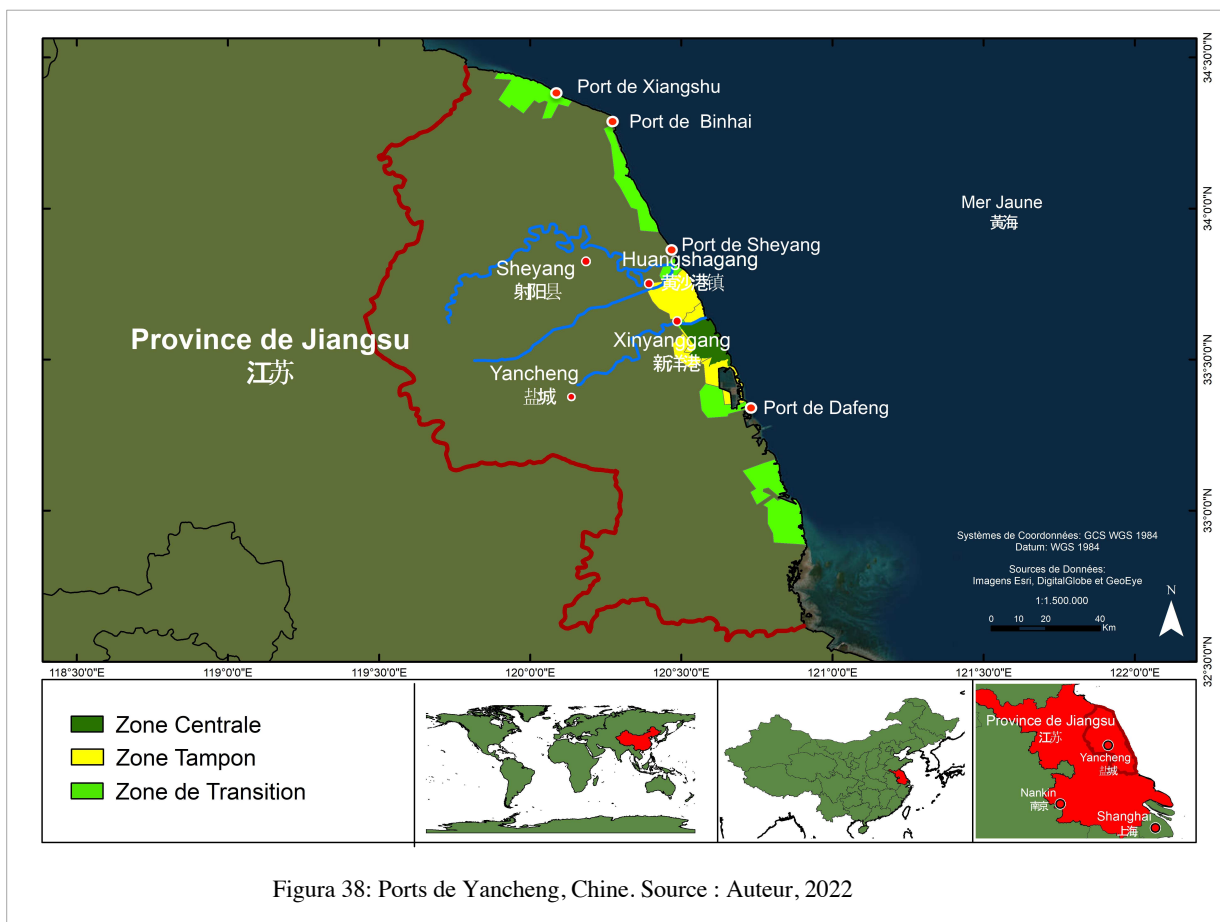 Port de Xiangshu
Port de Binhai
Mer Jaune
黃海
Port de Sheyang
Huangshagang
黄沙港镇
Sheyang
射阳县
Province de Jiangsu
江苏
Xinyanggang
新洋港
Yancheng
盐城
Port de Dafeng
Systèmes de Coordonnées: GCS WGS 1984
Datum: WGS 1984
Sources de Données:
Imagens Esri, DigitalGlobe et GeoEye
1:1.500.000
0 10 20 40
Km
N
34°30'0"N
34°0'0"N
33°30'0"N
33°0'0"N
32°30'0"N
118°30'0"E 119°0'0"E 119°30'0"E 120°0'0"E 120°30'0"E 121°0'0"E 121°30'0"E 122°0'0"E
Zone Centrale
Zone Tampon
Zone de Transition
Province de Jiangsu
江苏
Yancheng
盐城
Nankin
南京
Shanghai
上海
Figura 38: Ports de Yancheng, Chine. Source : Auteur, 2022